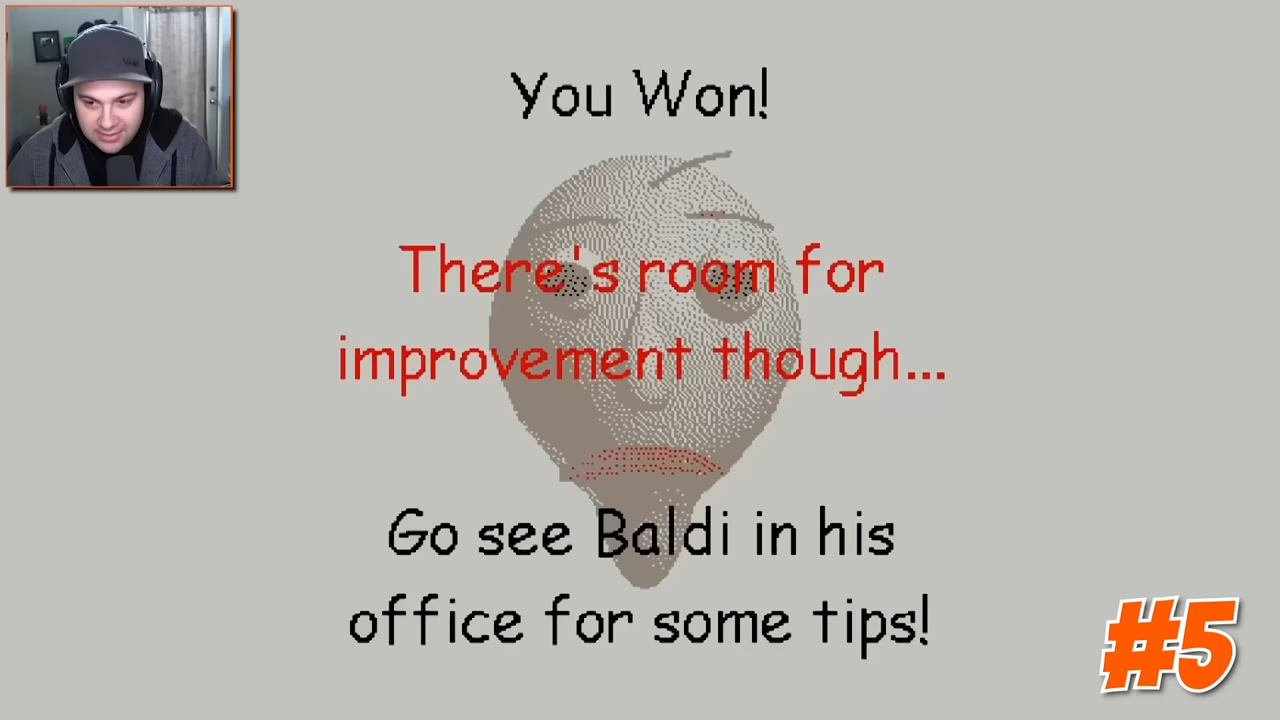 You Won!
There's room for
improvement though...
Go see Baldi in his
office for some tips!
#5